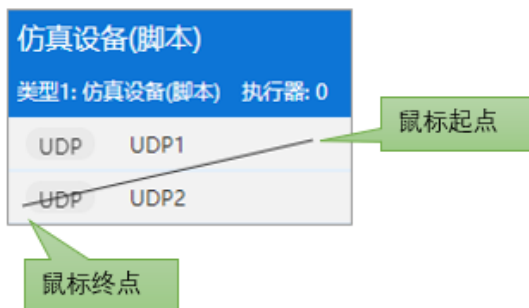 仿真设备(脚本)
类型1: 仿真设备(脚本) 执行器: 0
UDP UDP1
鼠标起点
UDP UDP2
鼠标终点